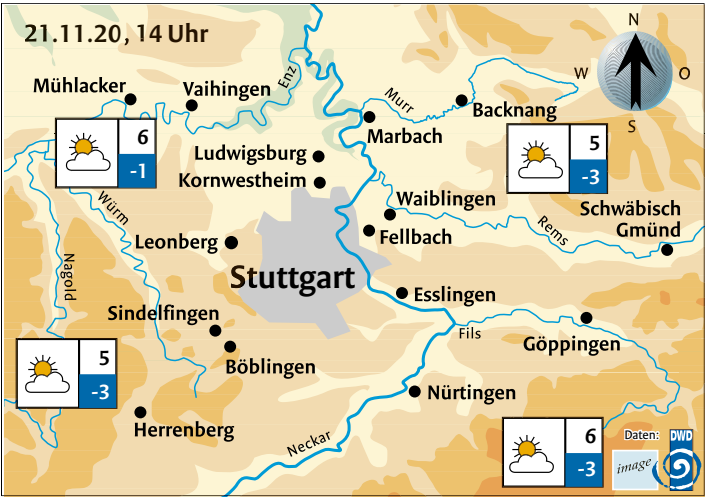 21.11.20, 14 Uhr
N
W
O
S
Mühlacker
Vaihingen
Enz
Murr
Backnang
Marbach
6
-1
5
-3
Ludwigsburg
Kornwestheim
Würm
Waiblingen
Schwäbisch
Gmünd
Rems
Fellbach
Leonberg
Nagold
Stuttgart
Esslingen
Sindelfingen
Fils
Göppingen
Böblingen
5
-3
Nürtingen
Herrenberg
Neckar
6
-3
Daten:
DWD
image